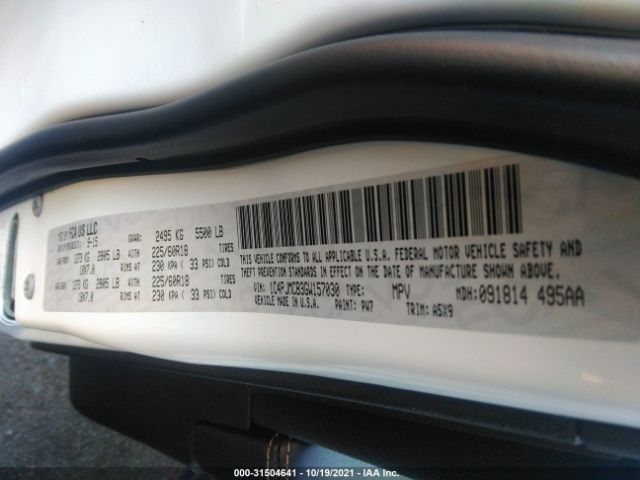 MFD BY FCA US LLC
9-15 GVWR: 2495 KG 5500 LB
1273 KG 2805 LB WITH 225/60R18 TIRES
18X7.0 RIMS AT 230 KPA ( 33 PSI) COLD
1273 KG 2805 LB WITH 225/60R18 TIRES
18X7.0 RIMS AT 230 KPA ( 33 PSI) COLD
THIS VEHICLE CONFORMS TO ALL APPLICABLE U.S.A. FEDERAL MOTOR VEHICLE SAFETY AND
THEFT PREVENTION STANDARDS IN EFFECT ON THE DATE OF MANUFACTURE SHOWN ABOVE.
VIN: 1C4PJMCB3GW157030 TYPE: MPV MDH: 091814 495AA
VEHICLE MADE IN U.S.A. PAINT: PW7 TRIM: A5X9
000-31504641 - 10/19/2021 - IAA Inc.